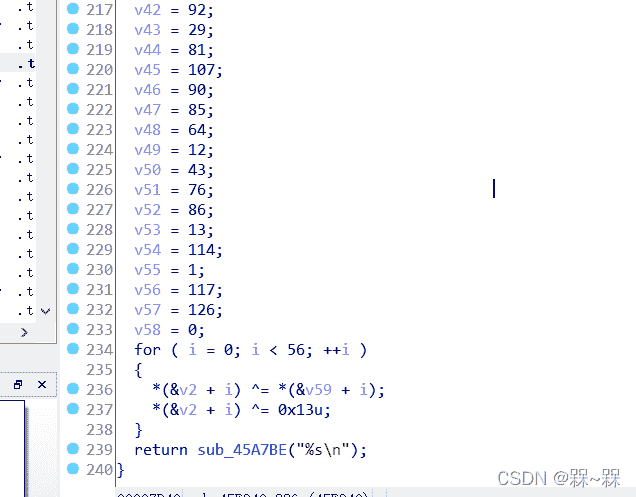 .t 217 v42 = 92;
.t 218 v43 = 29;
.t 219 v44 = 81;
.t 220 v45 = 107;
.t 221 v46 = 90;
.t 222 v47 = 85;
.t 223 v48 = 64;
.t 224 v49 = 12;
.t 225 v50 = 43;
.t 226 v51 = 76;
.t 227 v52 = 86;
.t 228 v53 = 13;
.t 229 v54 = 114;
.t 230 v55 = 1;
.t 231 v56 = 117;
.t 232 v57 = 126;
.t 233 v58 = 0;
234 for ( i = 0; i < 56; ++i )
235 {
236 *(&v2 + i) ^= *(&v59 + i);
237 *(&v2 + i) ^= 0x13u;
238 }
239 return sub_45A7BE("%s\n");
240 }
CSDN @槑~槑